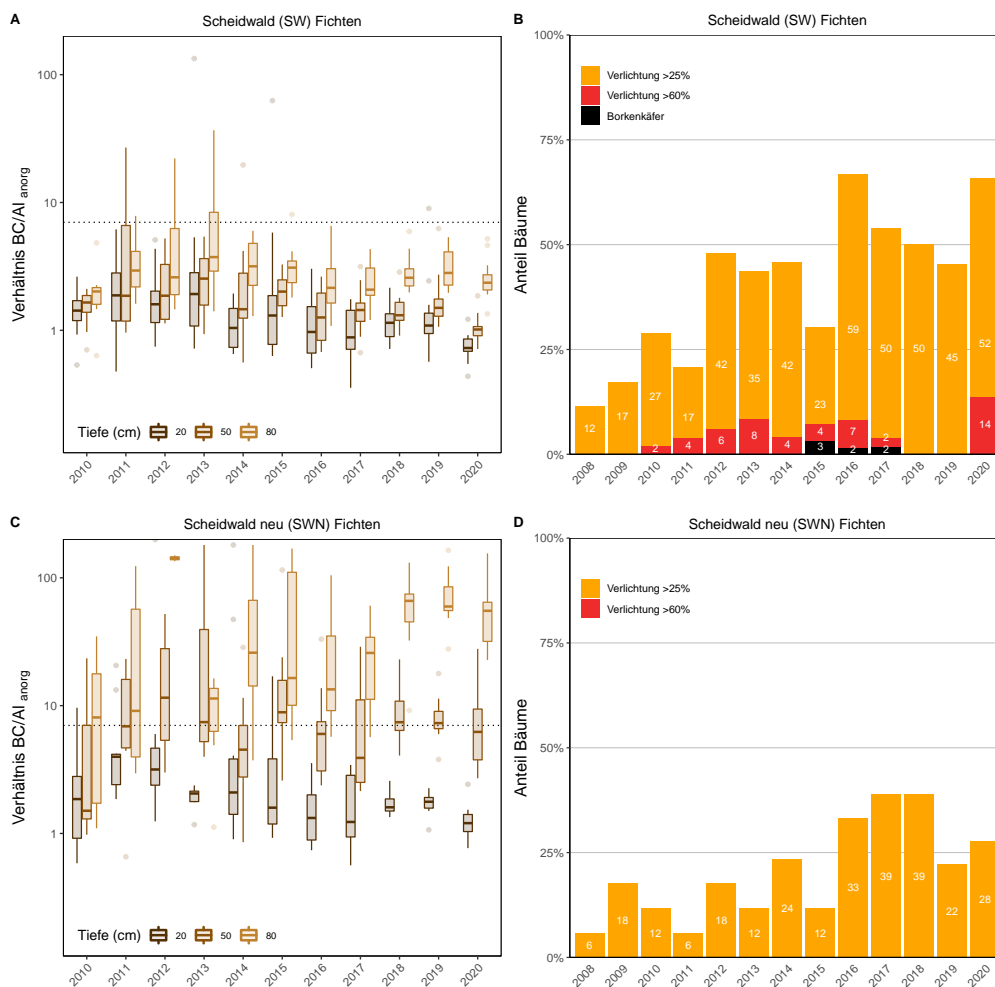 A
Scheidwald (SW) Fichten
Verhältnis BC/Al anorg
100
10
1
Tiefe (cm) 20 50 80
2010 2011 2012 2013 2014 2015 2016 2017 2018 2019 2020
B
Scheidwald (SW) Fichten
Anteil Bäume
100%
75%
50%
25%
0%
Verlichtung >25%
Verlichtung >60%
Borkenkäfer
12 17 27 17 42 35 42 23 59 50 50 45 52
2 4 6 8 4 4 7 2 14
3 2 2
2008 2009 2010 2011 2012 2013 2014 2015 2016 2017 2018 2019 2020
C
Scheidwald neu (SWN) Fichten
Verhältnis BC/Al anorg
100
10
1
Tiefe (cm) 20 50 80
2010 2011 2012 2013 2014 2015 2016 2017 2018 2019 2020
D
Scheidwald neu (SWN) Fichten
Anteil Bäume
100%
75%
50%
25%
0%
Verlichtung >25%
Verlichtung >60%
6 18 12 6 18 12 24 12 33 39 39 22 28
2008 2009 2010 2011 2012 2013 2014 2015 2016 2017 2018 2019 2020